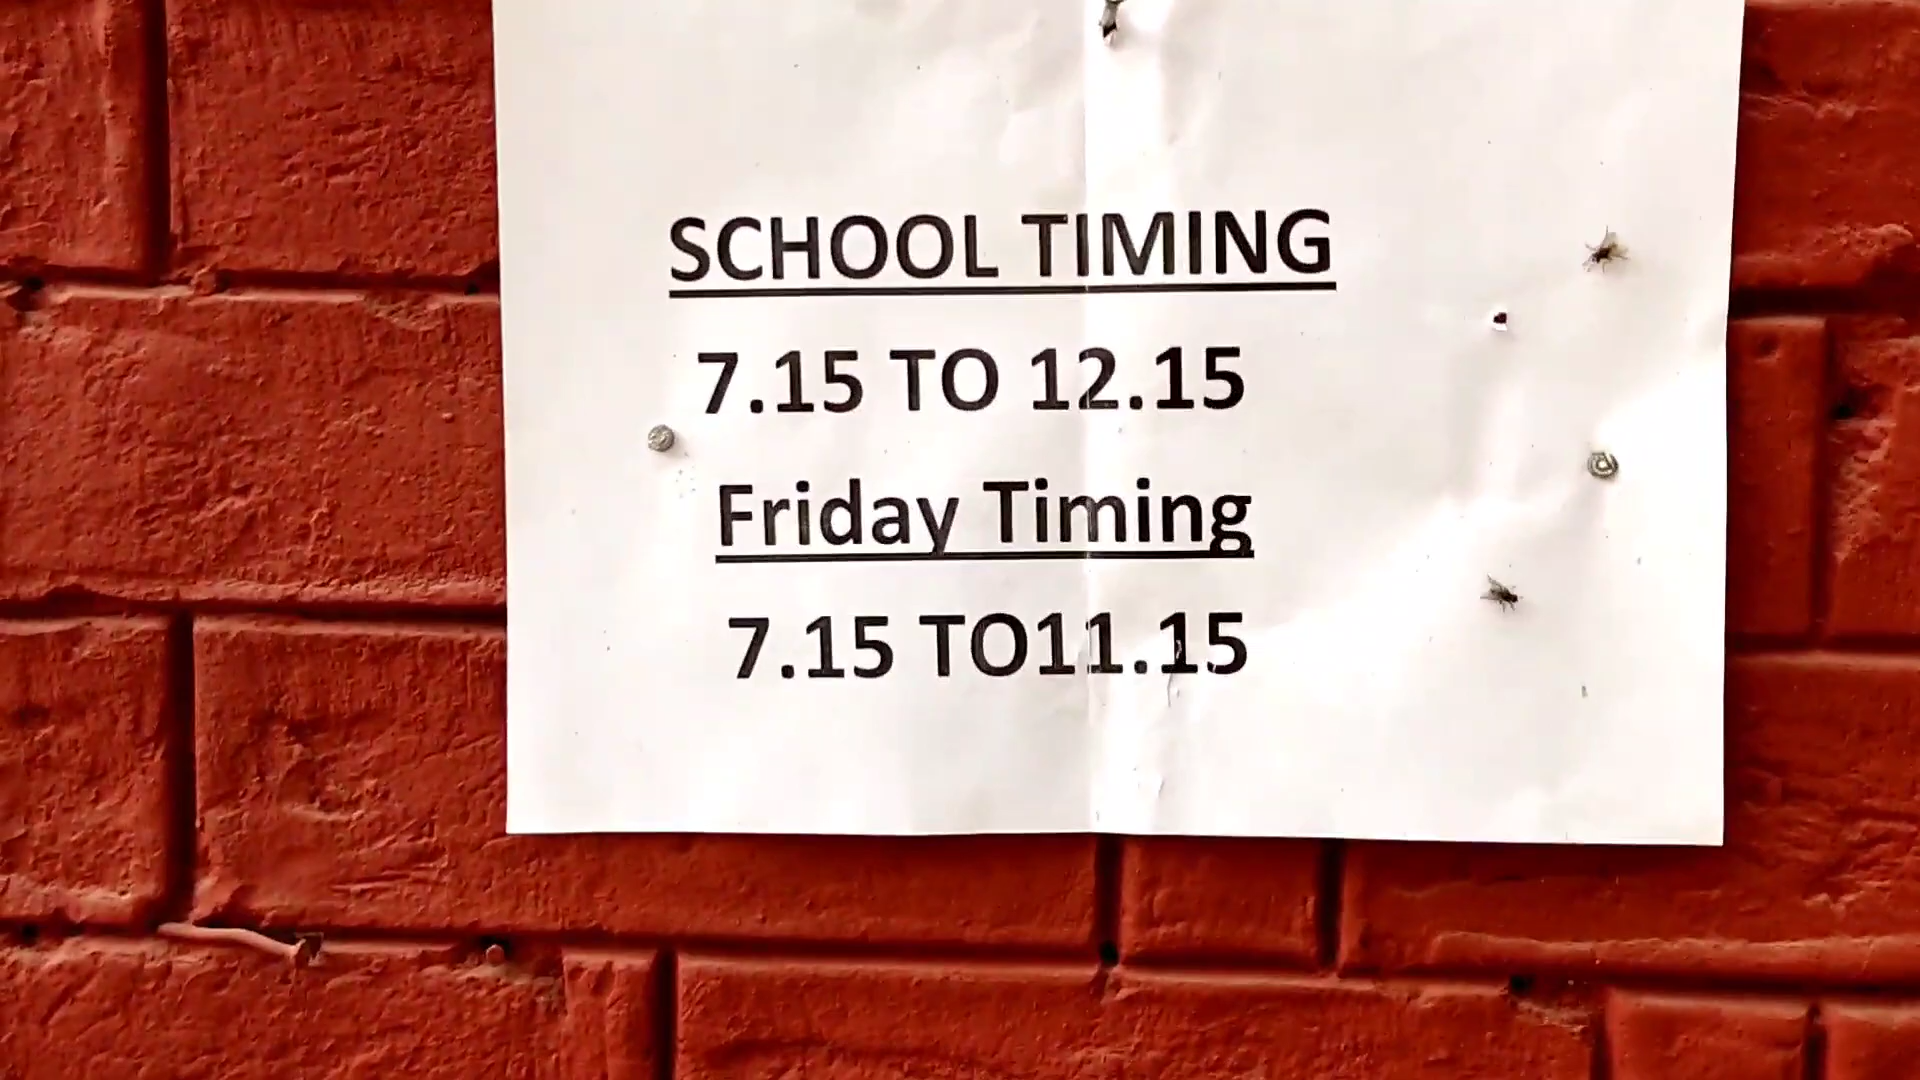 SCHOOL TIMING
7.15 TO 12.15
Friday Timing
7.15 TO11.15